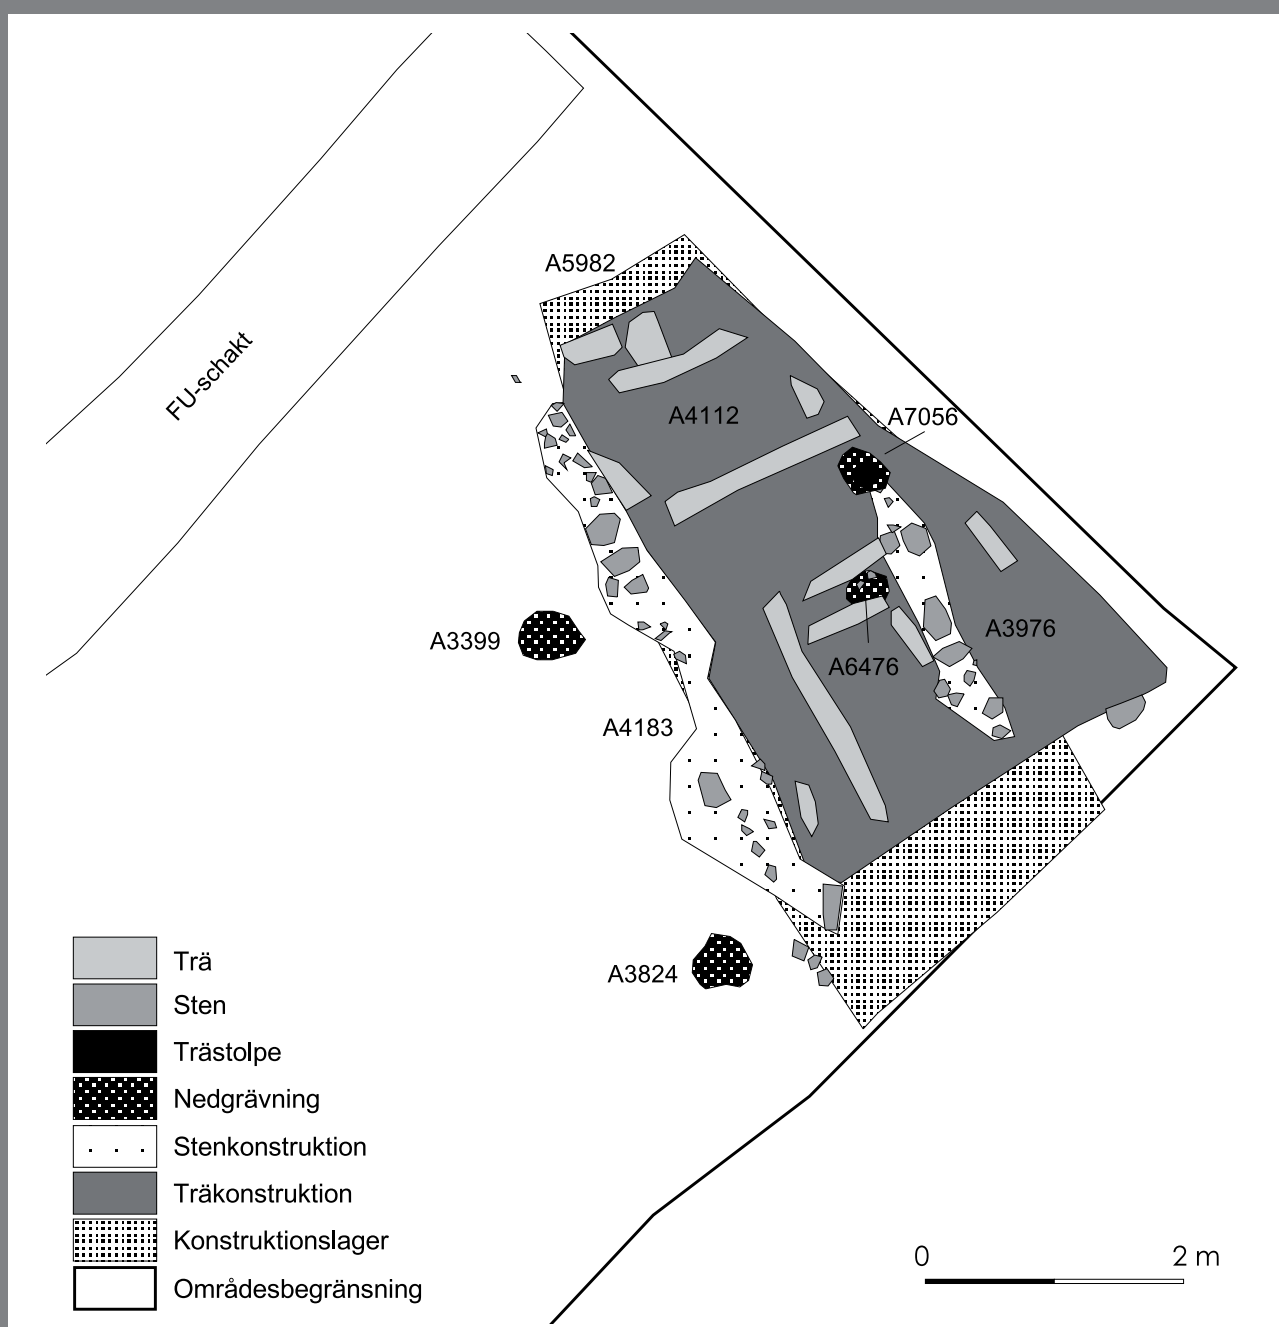 A5982
FU-schakt
A4112
A7056
A3399
A3976
A6476
A4183
A3824
Trä
Sten
Trästolpe
Nedgrävning
Stenkonstruktion
Träkonstruktion
Konstruktionslager
Områdesbegränsning
0 2 m